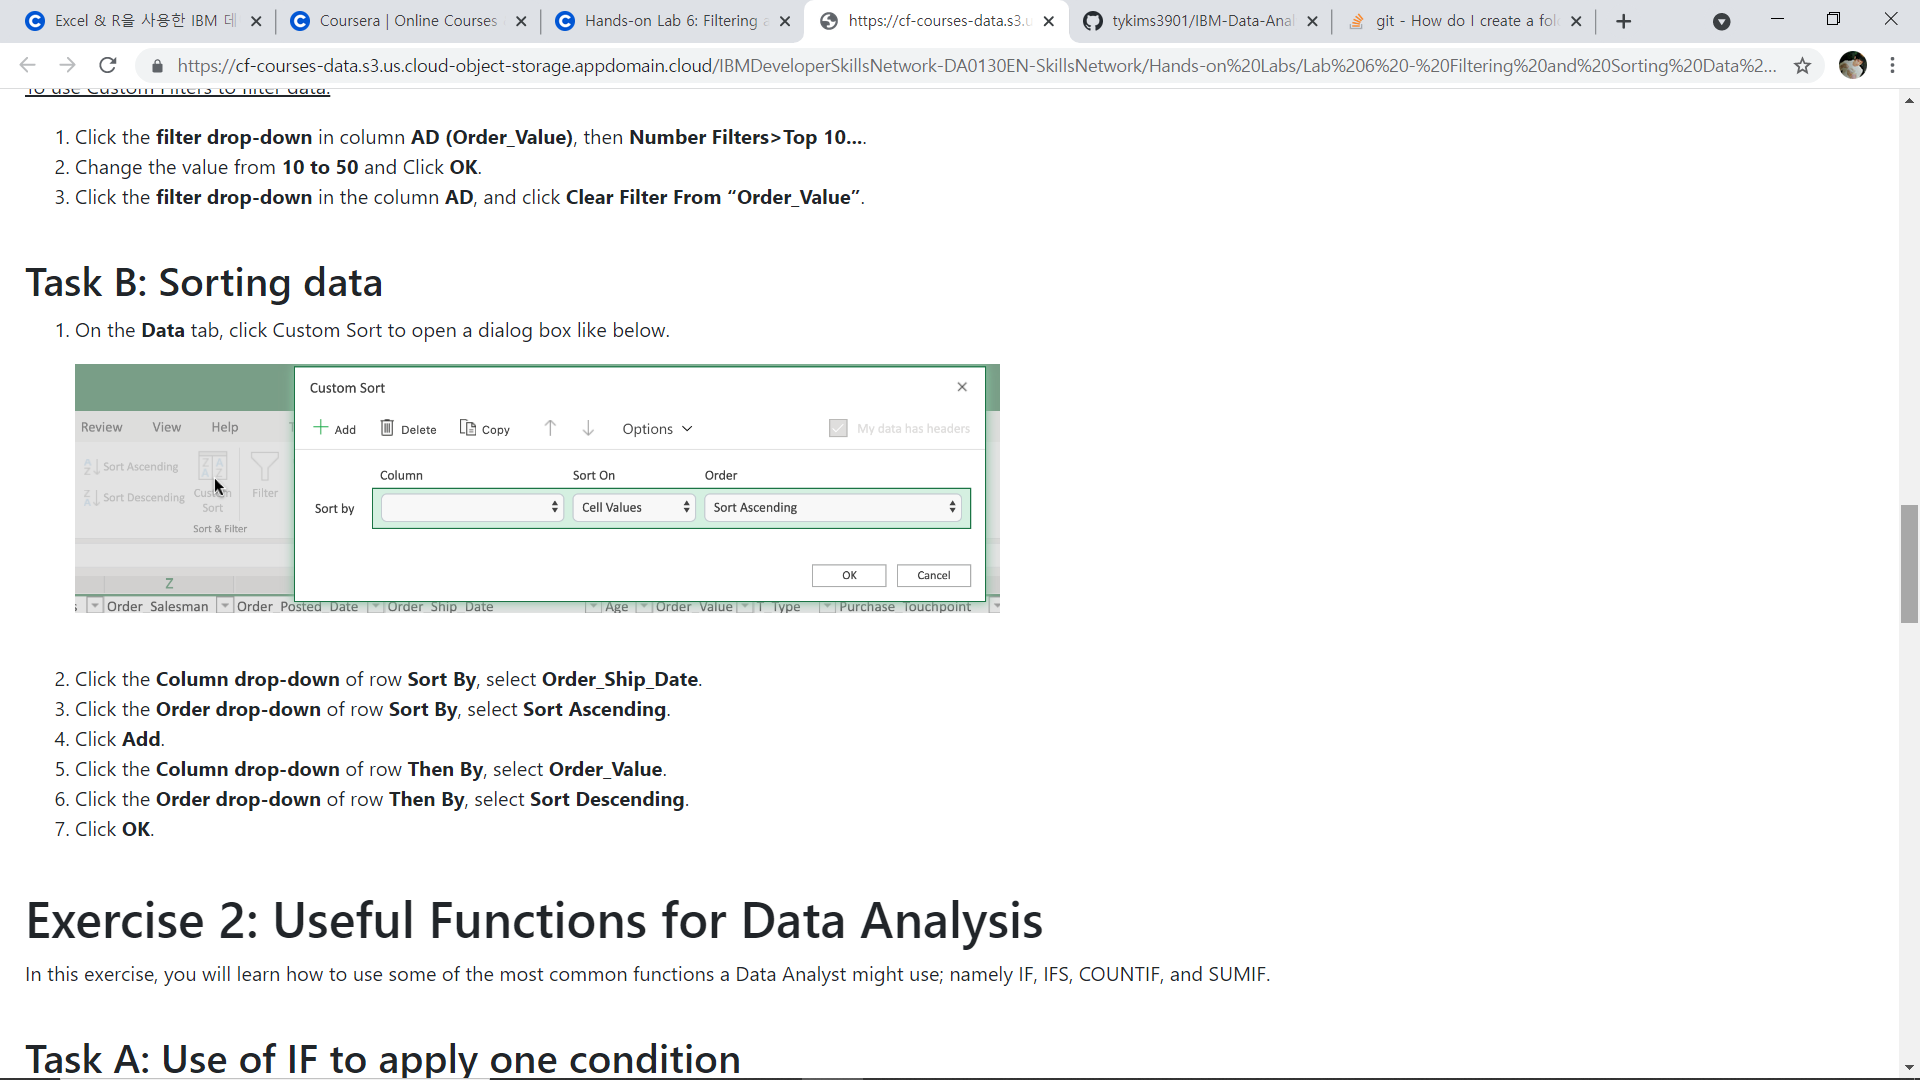 Excel & R을 사용한 IBM 데
Coursera | Online Courses
Hands-on Lab 6: Filtering a
https://cf-courses-data.s3.u
tykims3901/IBM-Data-Anal
git - How do I create a fol
https://cf-courses-data.s3.us.cloud-object-storage.appdomain.cloud/IBMDeveloperSkillsNetwork-DA0130EN-SkillsNetwork/Hands-on%20Labs/Lab%206%20-%20Filtering%20and%20Sorting%20Data%2...
To use Custom Filters to filter data:
1. Click the filter drop-down in column AD (Order_Value), then Number Filters>Top 10....
2. Change the value from 10 to 50 and Click OK.
3. Click the filter drop-down in the column AD, and click Clear Filter From “Order_Value”.
Task B: Sorting data
1. On the Data tab, click Custom Sort to open a dialog box like below.
Custom Sort
Add Delete Copy Options My data has headers
Review View Help
Column Sort On Order
Sort Ascending
Sort Descending
Custom Sort
Filter
Sort & Filter
Sort by Cell Values Sort Ascending
OK Cancel
Z
Order_Salesman Order_Posted_Date Order_Ship_Date Age Order_Value T_Type Purchase_Touchpoint
2. Click the Column drop-down of row Sort By, select Order_Ship_Date.
3. Click the Order drop-down of row Sort By, select Sort Ascending.
4. Click Add.
5. Click the Column drop-down of row Then By, select Order_Value.
6. Click the Order drop-down of row Then By, select Sort Descending.
7. Click OK.
Exercise 2: Useful Functions for Data Analysis
In this exercise, you will learn how to use some of the most common functions a Data Analyst might use; namely IF, IFS, COUNTIF, and SUMIF.
Task A: Use of IF to apply one condition